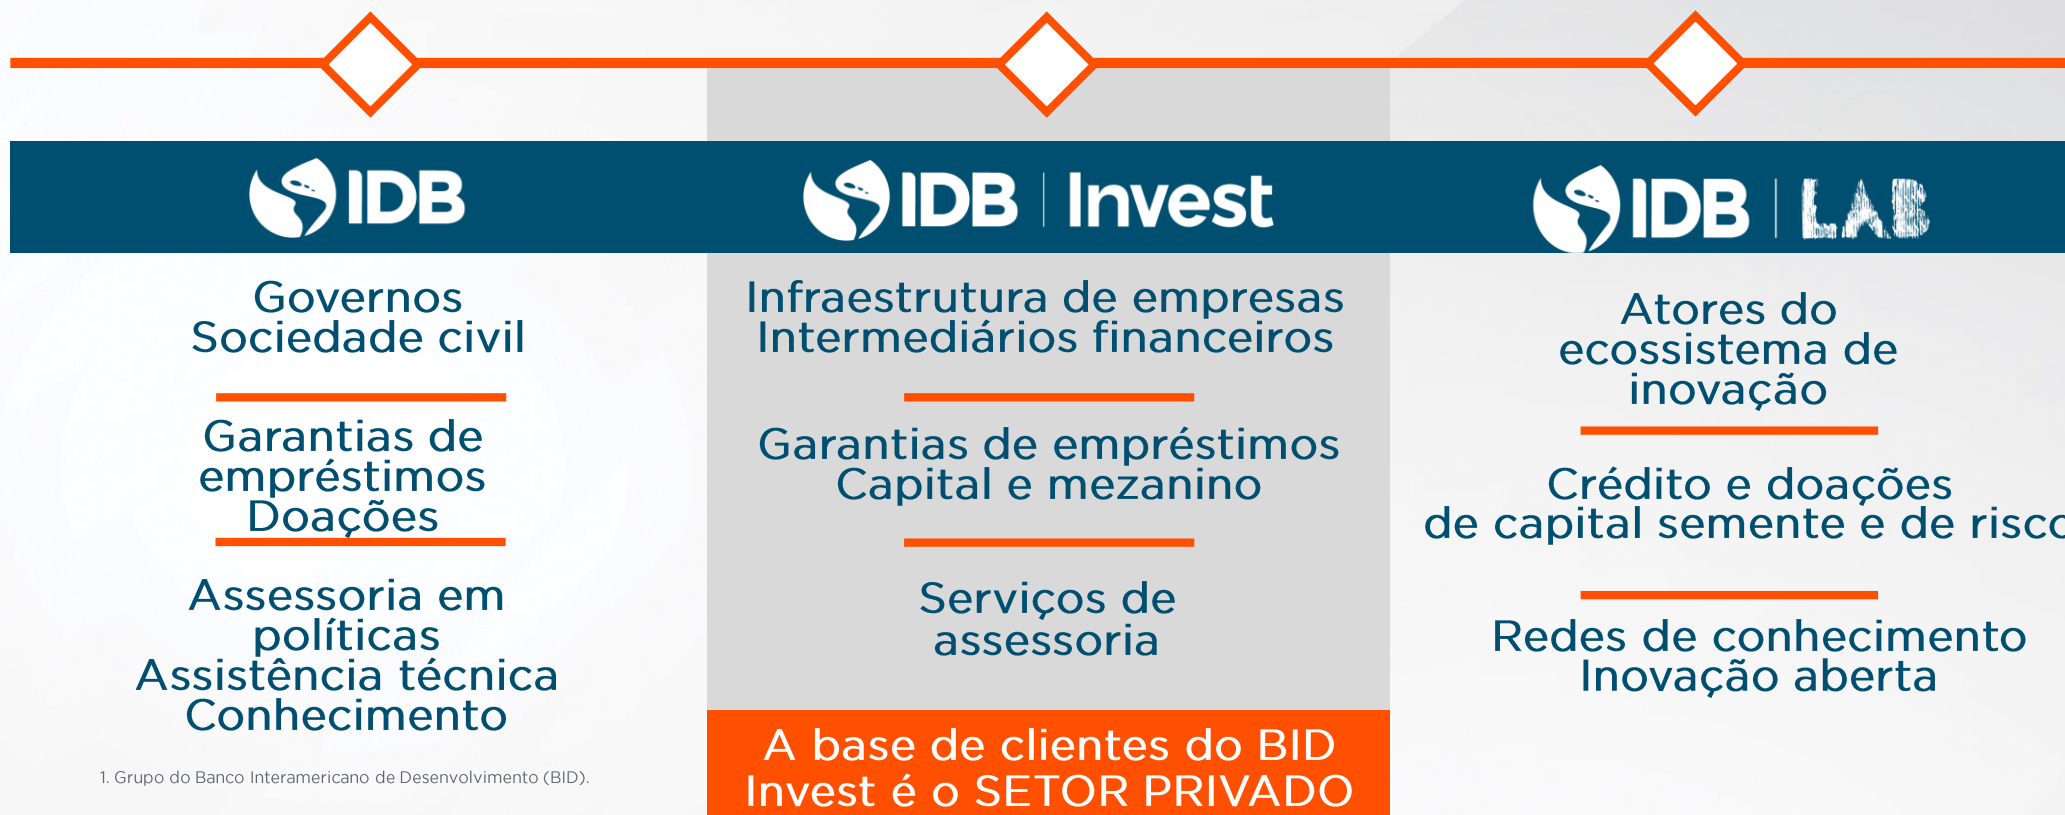 IDB
Governos
Sociedade civil
Garantias de
empréstimos
Doações
Assessoria em
políticas
Assistência técnica
Conhecimento
1. Grupo do Banco Interamericano de Desenvolvimento (BID).
IDB | Invest
Infraestrutura de empresas
Intermediários financeiros
Garantias de empréstimos
Capital e mezanino
Serviços de
assessoria
A base de clientes do BID
Invest é o SETOR PRIVADO
IDB | LAB
Atores do
ecossistema de
inovação
Crédito e doações
de capital semente e de risco
Redes de conhecimento
Inovação aberta